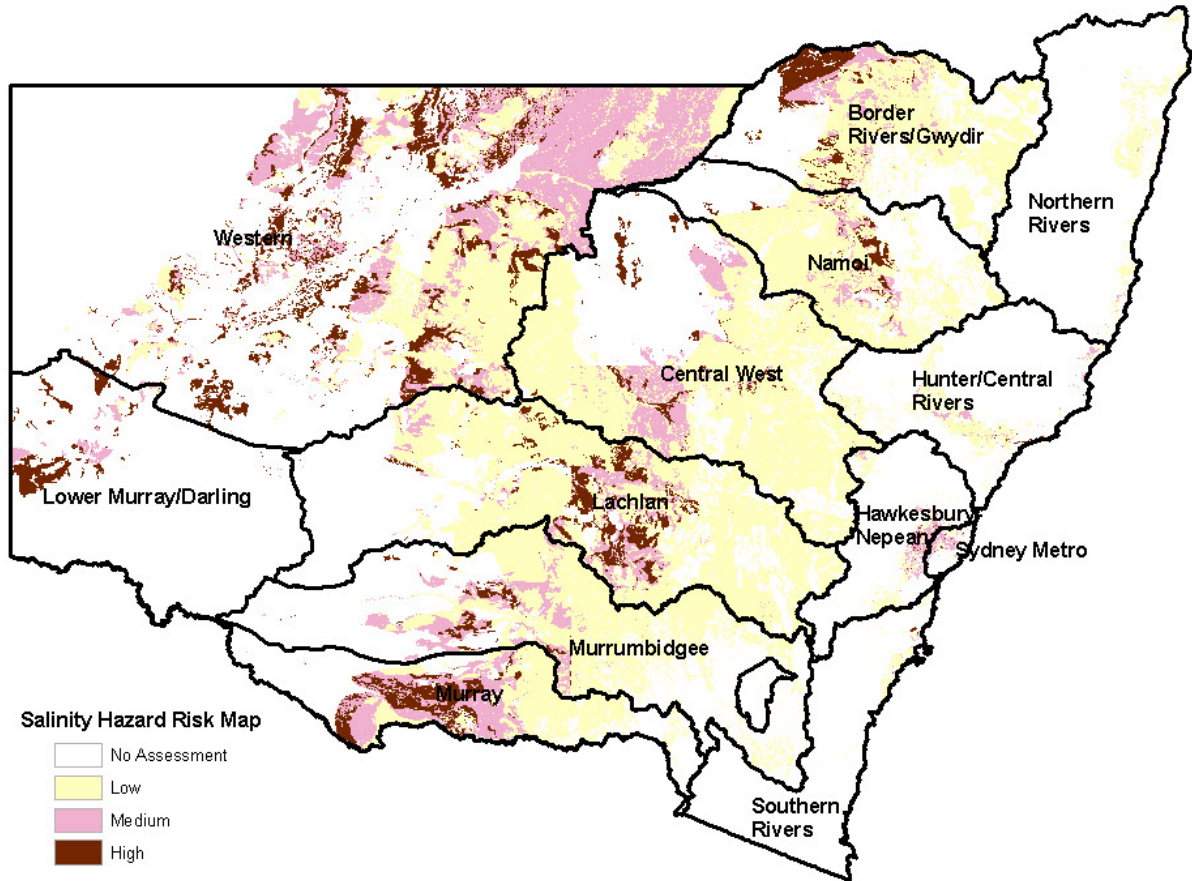 Border
Rivers/Gwydir
Northern
Rivers
Western
Namoi
Central West
Hunter/Central
Rivers
Lower Murray/Darling
Lachlan
Hawkesbury
Nepean
Sydney Metro
Murrumbidgee
Murray
Southern
Rivers
Salinity Hazard Risk Map
No Assessment
Low
Medium
High